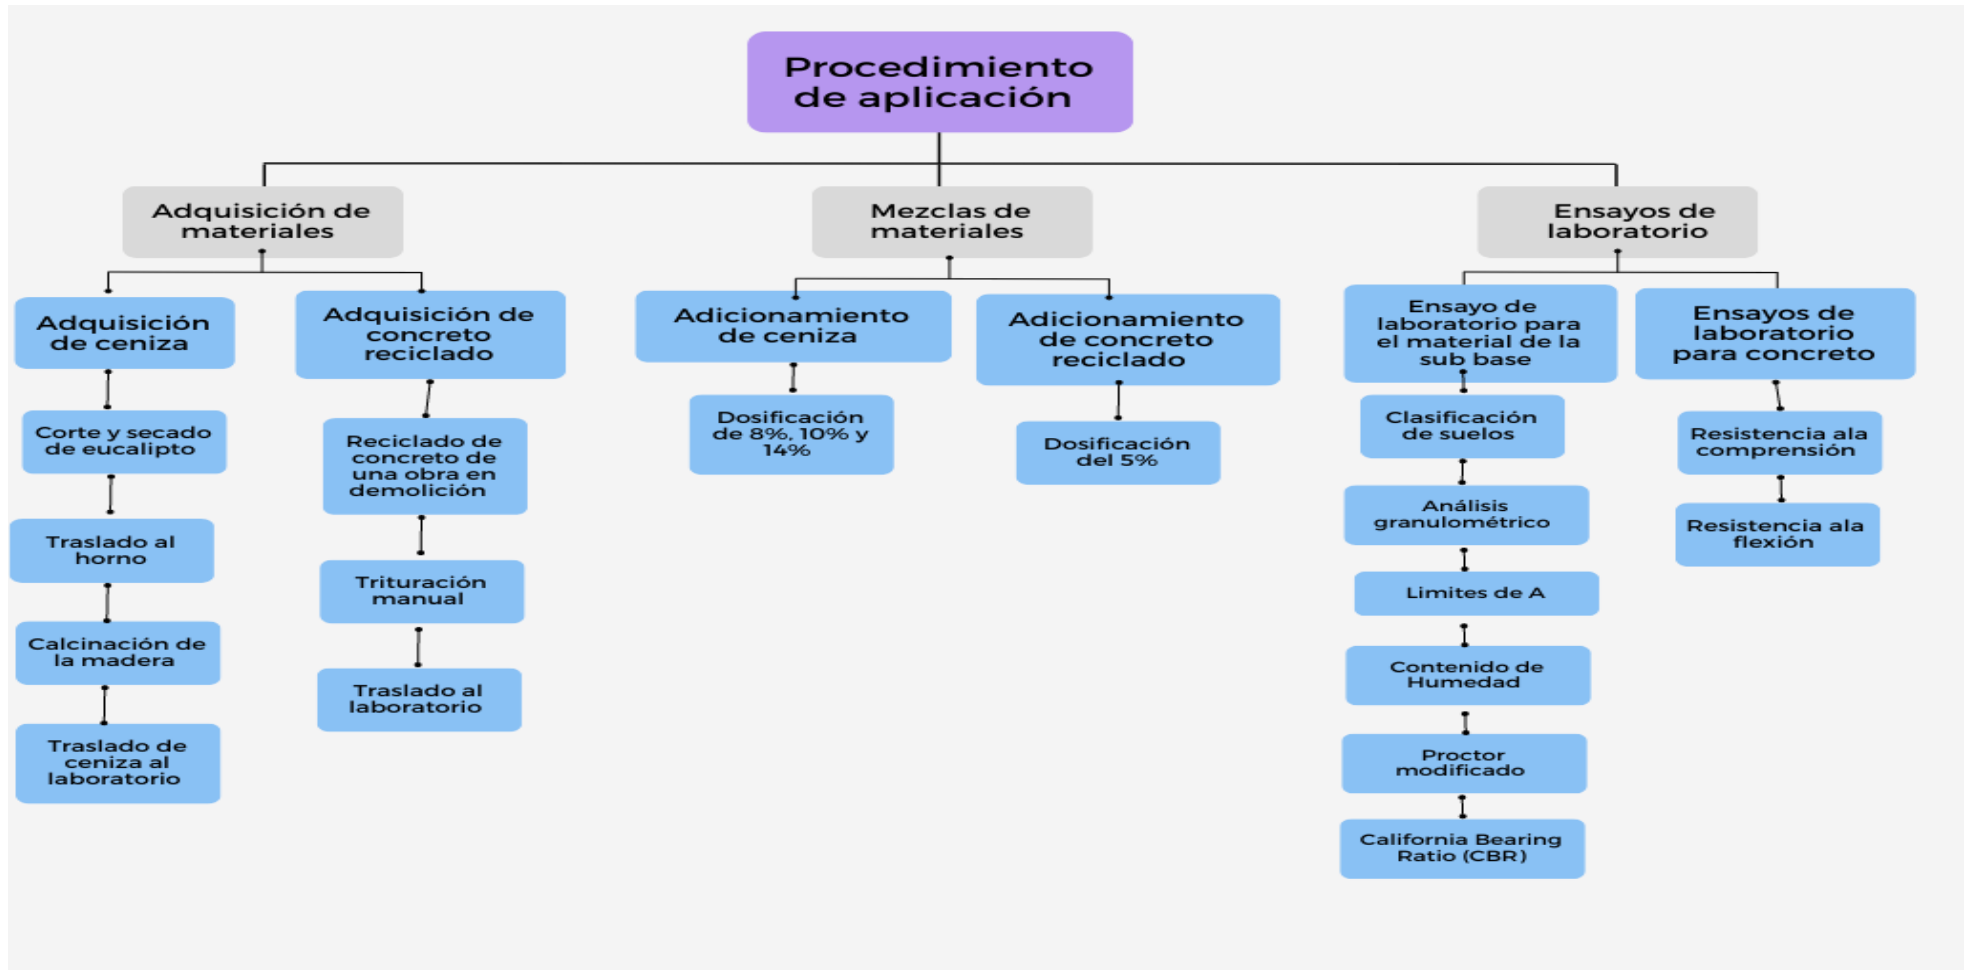 Procedimiento
de aplicación
Adquisición de
materiales
Mezclas de
materiales
Ensayos de
laboratorio
Adquisición
de ceniza
Corte y secado
de eucalipto
Traslado al
horno
Calcinación de
la madera
Traslado de
ceniza al
laboratorio
Adquisición de
concreto
reciclado
Reciclado de
concreto de
una obra en
demolición
Trituración
manual
Traslado al
laboratorio
Adicionamiento
de ceniza
Dosificación
de 8%, 10% y
14%
Adicionamiento
de concreto
reciclado
Dosificación
del 5%
Ensayo de
laboratorio para
el material de la
sub base
Clasificación
de suelos
Análisis
granulométrico
Limites de A
Contenido de
Humedad
Proctor
modificado
California Bearing
Ratio (CBR)
Ensayos de
laboratorio
para concreto
Resistencia ala
comprensión
Resistencia ala
flexión